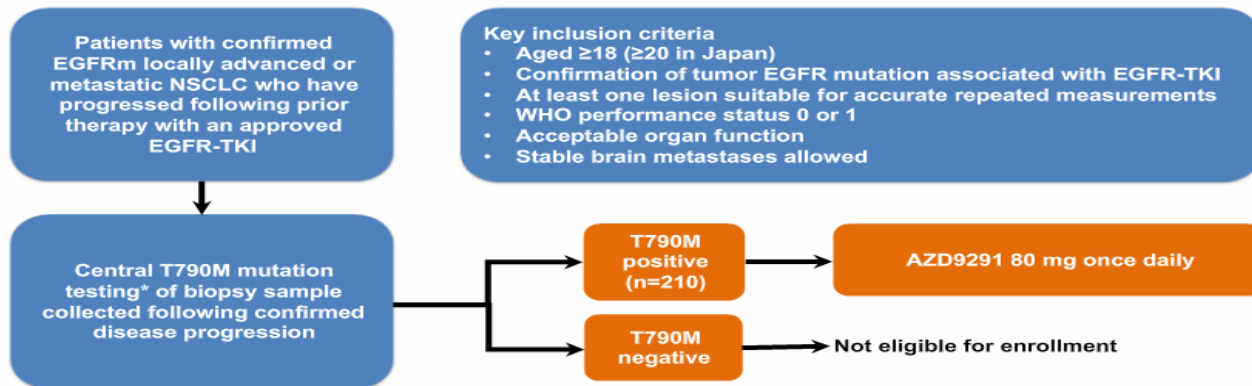 Patients with confirmed
EGFRm locally advanced or
metastatic NSCLC who have
progressed following prior
therapy with an approved
EGFR-TKI
Key inclusion criteria
• Aged ≥18 (≥20 in Japan)
• Confirmation of tumor EGFR mutation associated with EGFR-TKI
• At least one lesion suitable for accurate repeated measurements
• WHO performance status 0 or 1
• Acceptable organ function
• Stable brain metastases allowed
Central T790M mutation
testing* of biopsy sample
collected following confirmed
disease progression
T790M
positive
(n=210)
AZD9291 80 mg once daily
T790M
negative
Not eligible for enrollment